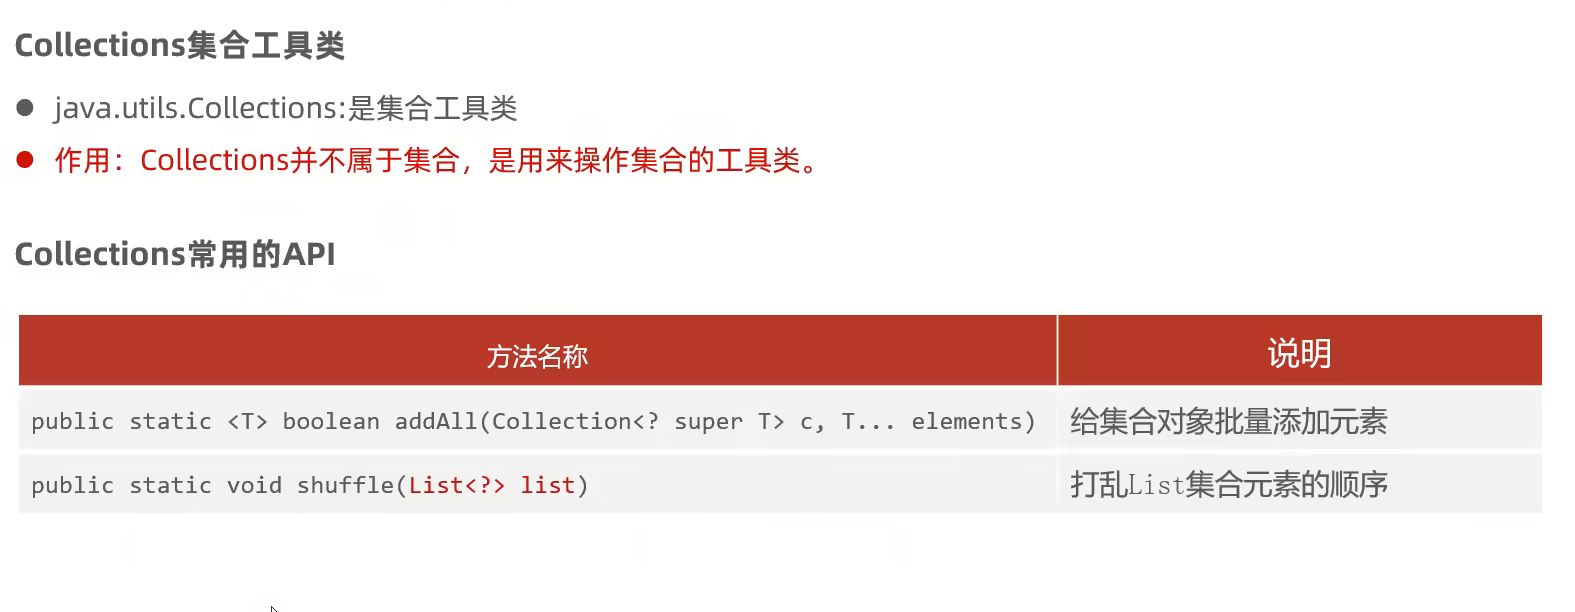 Collections集合工具类
java.utils.Collections:是集合工具类
作用：Collections并不属于集合，是用来操作集合的工具类。
Collections常用的API
方法名称 说明
public static <T> boolean addAll(Collection<? super T> c, T... elements) 给集合对象批量添加元素
public static void shuffle(List<?> list) 打乱List集合元素的顺序